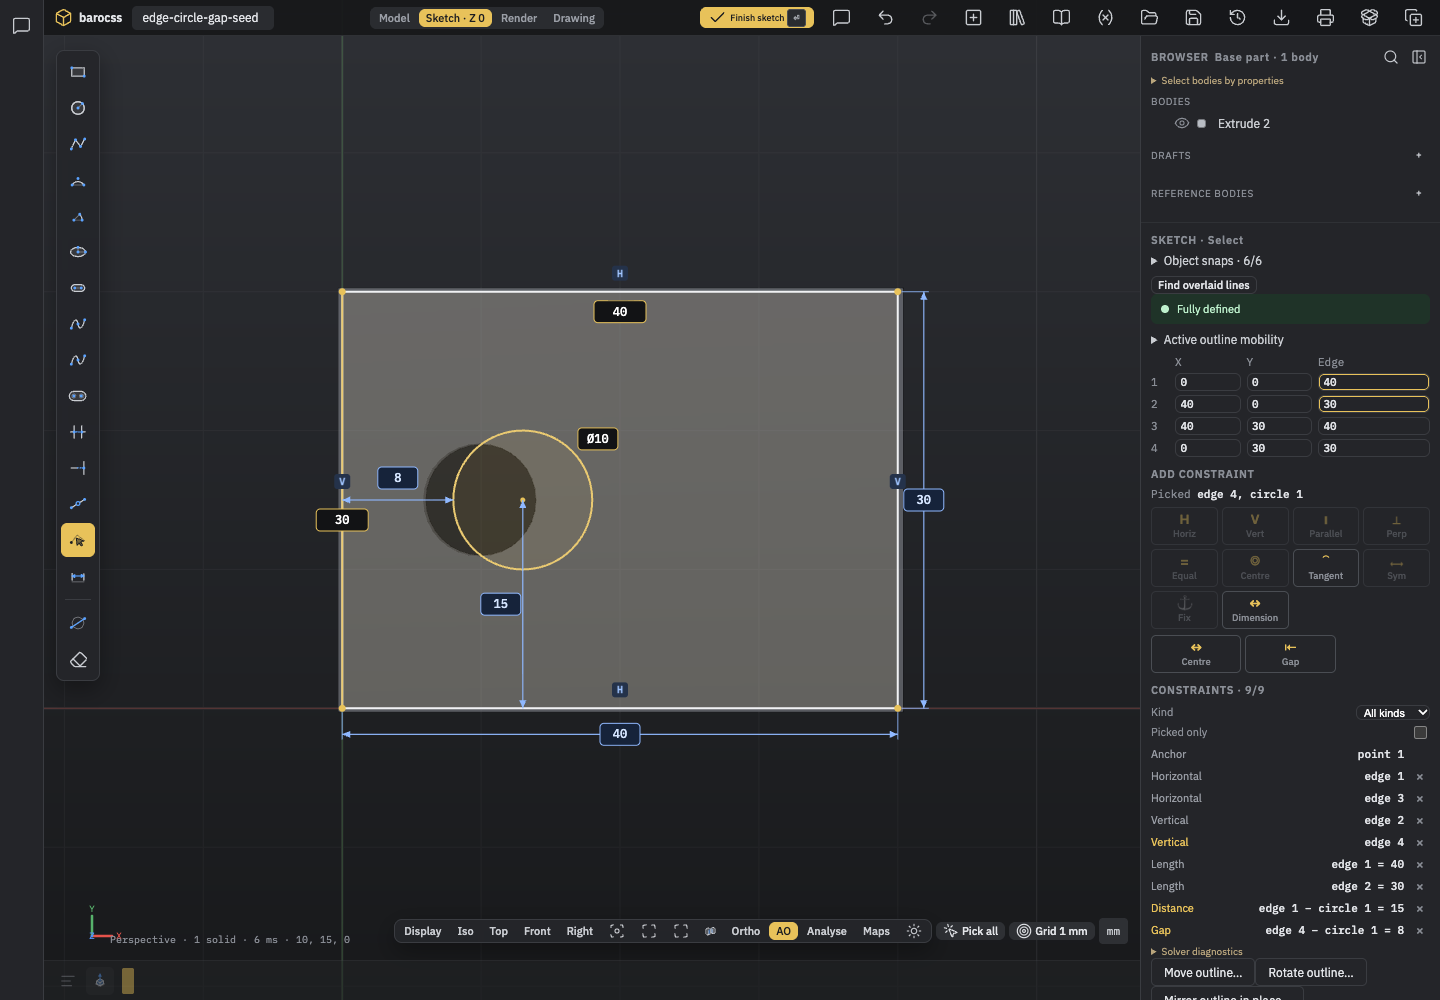 barocss
edge-circle-gap-seed
Model
Sketch · Z 0
Render
Drawing
Finish sketch
BROWSER Base part · 1 body
Select bodies by properties
BODIES
Extrude 2
DRAFTS
+
REFERENCE BODIES
+
SKETCH · Select
Object snaps · 6/6
Find overlaid lines
Fully defined
Active outline mobility
X Y Edge
1 0 0 40
2 40 0 30
3 40 30 40
4 0 30 30
ADD CONSTRAINT
Picked edge 4, circle 1
H V
Horiz Vert Parallel Perp
Equal Centre Tangent Sym
Fix Dimension
Centre Gap
CONSTRAINTS · 9/9
Kind All kinds
Picked only
Anchor point 1
Horizontal edge 1 ×
Horizontal edge 3 ×
Vertical edge 2 ×
Vertical edge 4 ×
Length edge 1 = 40 ×
Length edge 2 = 30 ×
Distance edge 1 – circle 1 = 15 ×
Gap edge 4 – circle 1 = 8 ×
Solver diagnostics
Move outline... Rotate outline...
Mirror outline in place...
H
40
Ø10
8
V
V
30
30
15
H
40
Y
X
Z
Perspective · 1 solid · 6 ms · 10, 15, 0
Display Iso Top Front Right Ortho AO Analyse Maps Pick all Grid 1 mm mm